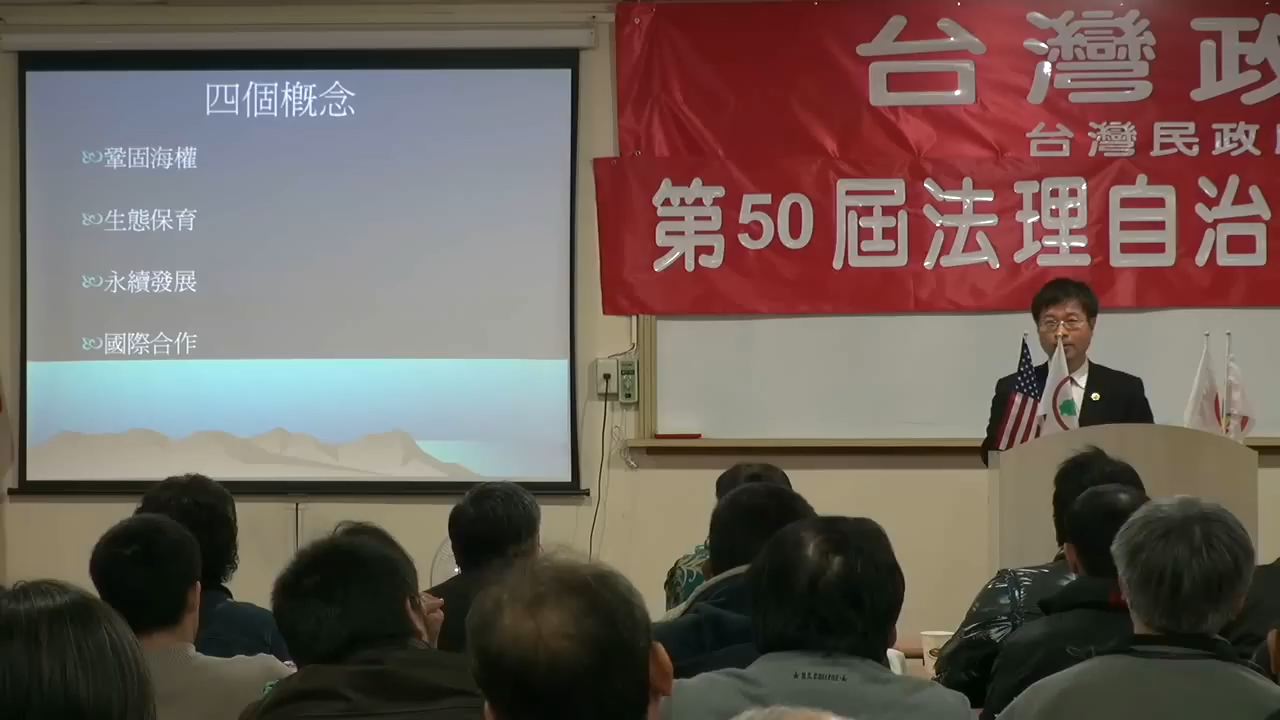 四個概念
鞏固海權
生態保育
永續發展
國際合作
台灣政
台灣民政
第50屆法理自治